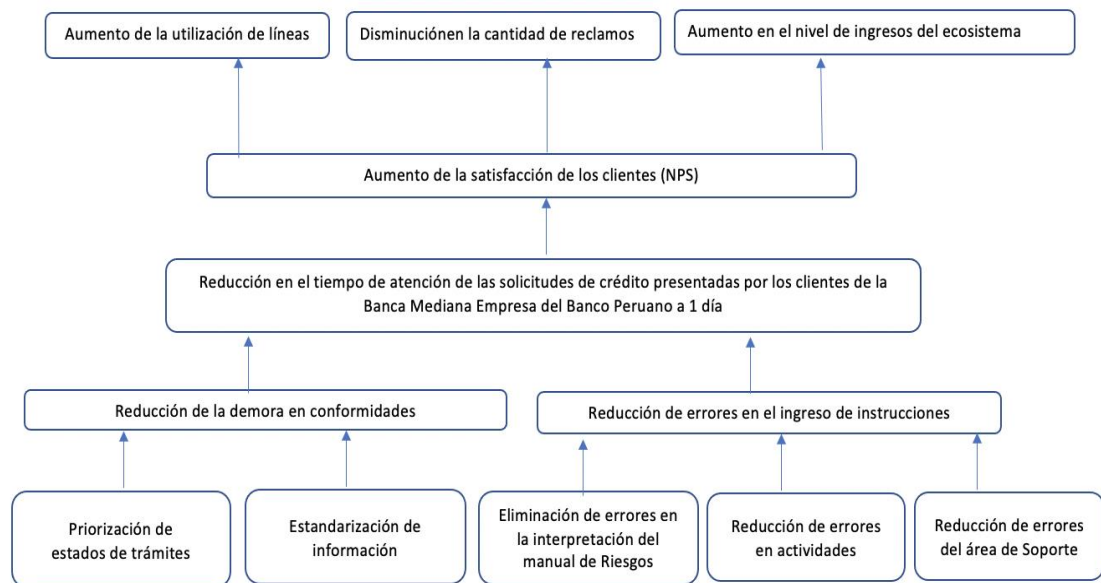 Aumento de la utilización de líneas
Disminuciónen la cantidad de reclamos
Aumento en el nivel de ingresos del ecosistema
Aumento de la satisfacción de los clientes (NPS)
Reducción en el tiempo de atención de las solicitudes de crédito presentadas por los clientes de la
Banca Mediana Empresa del Banco Peruano a 1 día
Reducción de la demora en conformidades
Reducción de errores en el ingreso de instrucciones
Priorización de
estados de trámites
Estandarización de
información
Eliminación de errores en
la interpretación del
manual de Riesgos
Reducción de errores
en actividades
Reducción de errores
del área de Soporte